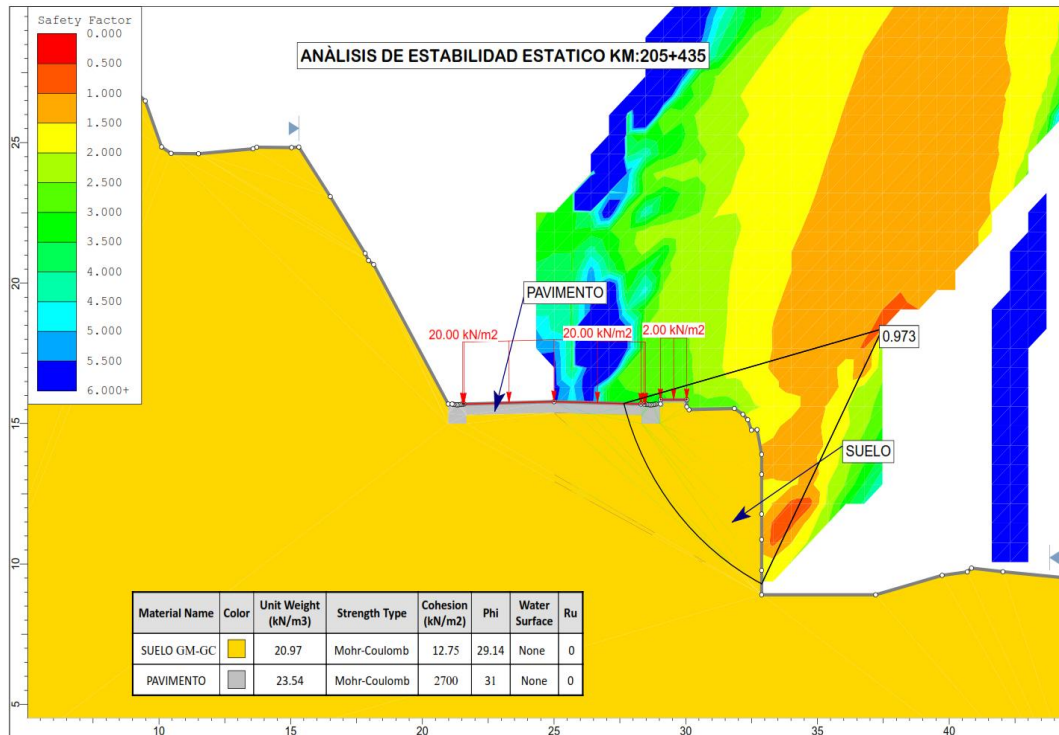 Safety Factor
0.000
0.500
1.000
1.500
2.000
2.500
3.000
3.500
4.000
4.500
5.000
5.500
6.000+
ANÀLISIS DE ESTABILIDAD ESTATICO KM:205+435
PAVIMENTO
20.00 kN/m2
20.00 kN/m2
2.00 kN/m2
0.973
SUELO
Material Name Color Unit Weight (kN/m3) Strength Type Cohesion (kN/m2) Phi Water Surface Ru
SUELO GM-GC 20.97 Mohr-Coulomb 12.75 29.14 None 0
PAVIMENTO 23.54 Mohr-Coulomb 2700 31 None 0
25
20
15
10
5
5 10 15 20 25 30 35 40